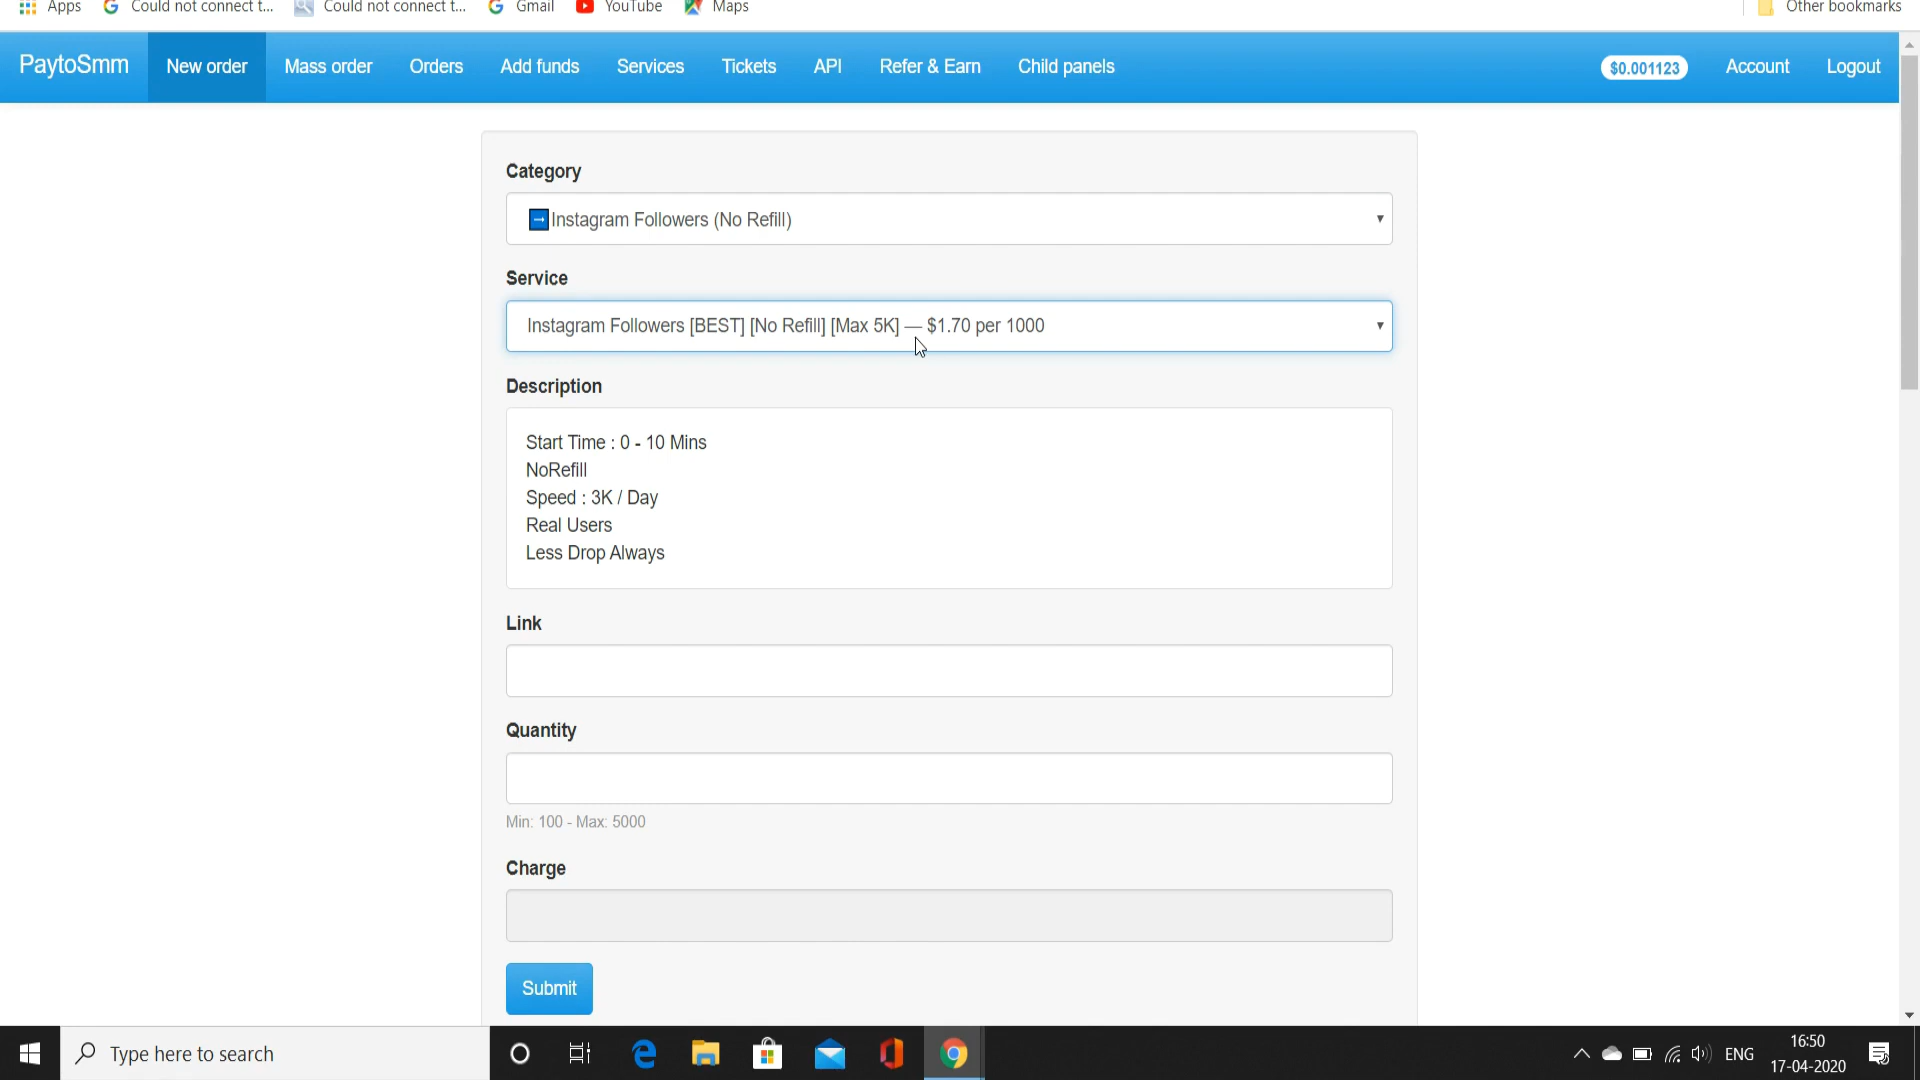 Apps Could not connect t... Could not connect t... Gmail YouTube Maps Other bookmarks
PaytoSmm New order Mass order Orders Add funds Services Tickets API Refer & Earn Child panels $0.001123 Account Logout
Category
Instagram Followers (No Refill)
Service
Instagram Followers [BEST] [No Refill] [Max 5K] — $1.70 per 1000
Description
Start Time : 0 - 10 Mins
NoRefill
Speed : 3K / Day
Real Users
Less Drop Always
Link
Quantity
Min: 100 - Max: 5000
Charge
Submit
Type here to search
ENG
16:50
17-04-2020